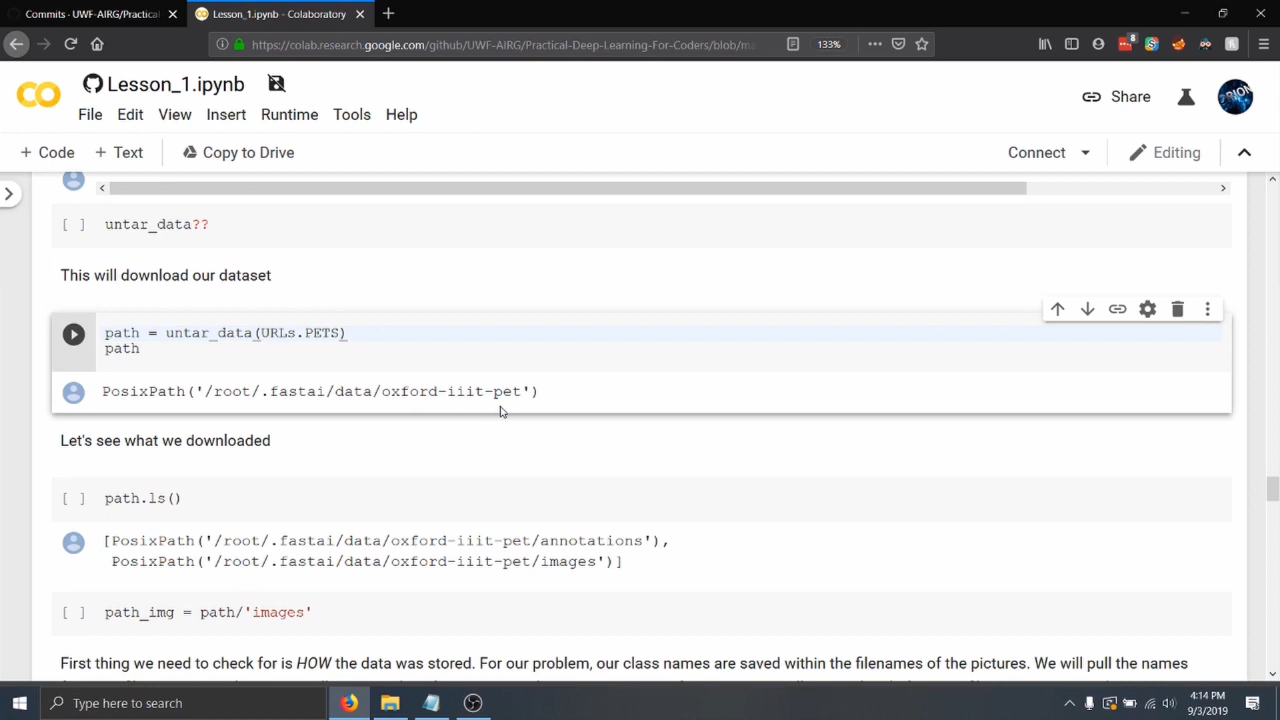 Commits · UWF-AIRG/Practical
Lesson_1.ipynb - Colaboratory
https://colab.research.google.com/github/UWF-AIRG/Practical-Deep-Learning-For-Coders/blob/ma
133%
8
Lesson_1.ipynb
Share
File Edit View Insert Runtime Tools Help
+ Code + Text Copy to Drive Connect Editing
[ ] untar_data??
This will download our dataset
path = untar_data(URLs.PETS)
path
PosixPath('/root/.fastai/data/oxford-iiit-pet')
Let's see what we downloaded
[ ] path.ls()
[PosixPath('/root/.fastai/data/oxford-iiit-pet/annotations'),
PosixPath('/root/.fastai/data/oxford-iiit-pet/images')]
[ ] path_img = path/'images'
First thing we need to check for is HOW the data was stored. For our problem, our class names are saved within the filenames of the pictures. We will pull the names
Type here to search
4:14 PM
9/3/2019